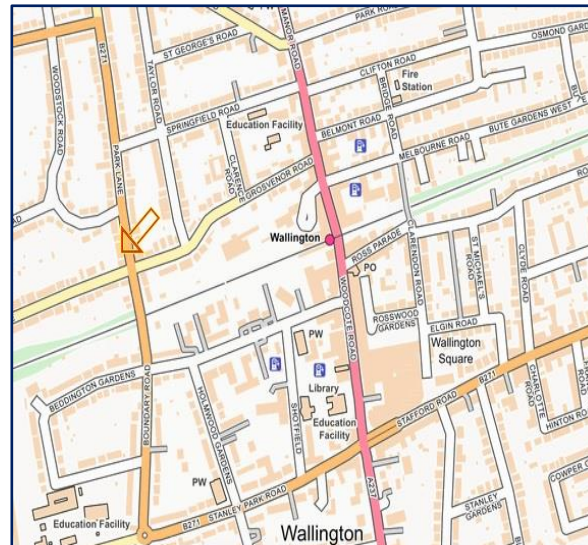 MANOR ROAD
PARK ROAD
B271
ST GEORGE'S ROAD
OSMOND GARD
WOODSTOCK ROAD
TAYLOR ROAD
CLIFTON ROAD
Fire
Station
BRIDGE ROAD
SPRINGFIELD ROAD
Education Facility
BELMONT ROAD
BUTE GARDENS WEST
MELBOURNE ROAD
PARK LANE
CLARENCE
ROAD
GROSVENOR ROAD
Wallington
ROSS PARADE
PO
CLARENDON ROAD
ST MICHAEL'S
ROAD
CLYDE ROAD
WOODCOTE ROAD
ROSSWOOD
GARDENS
ELGIN ROAD
Wallington
Square
PW
BEDDINGTON GARDENS
BOUNDARY ROAD
HOLMWOOD GARDENS
SHOTFIELD
Library
Education
Facility
STAFFORD ROAD
B271
CHARLOTTE
ROAD
HINTON RO
PW
A237
STANLEY
GARDENS
COWPER
Education Facility
B271
STANLEY PARK ROAD
Wallington